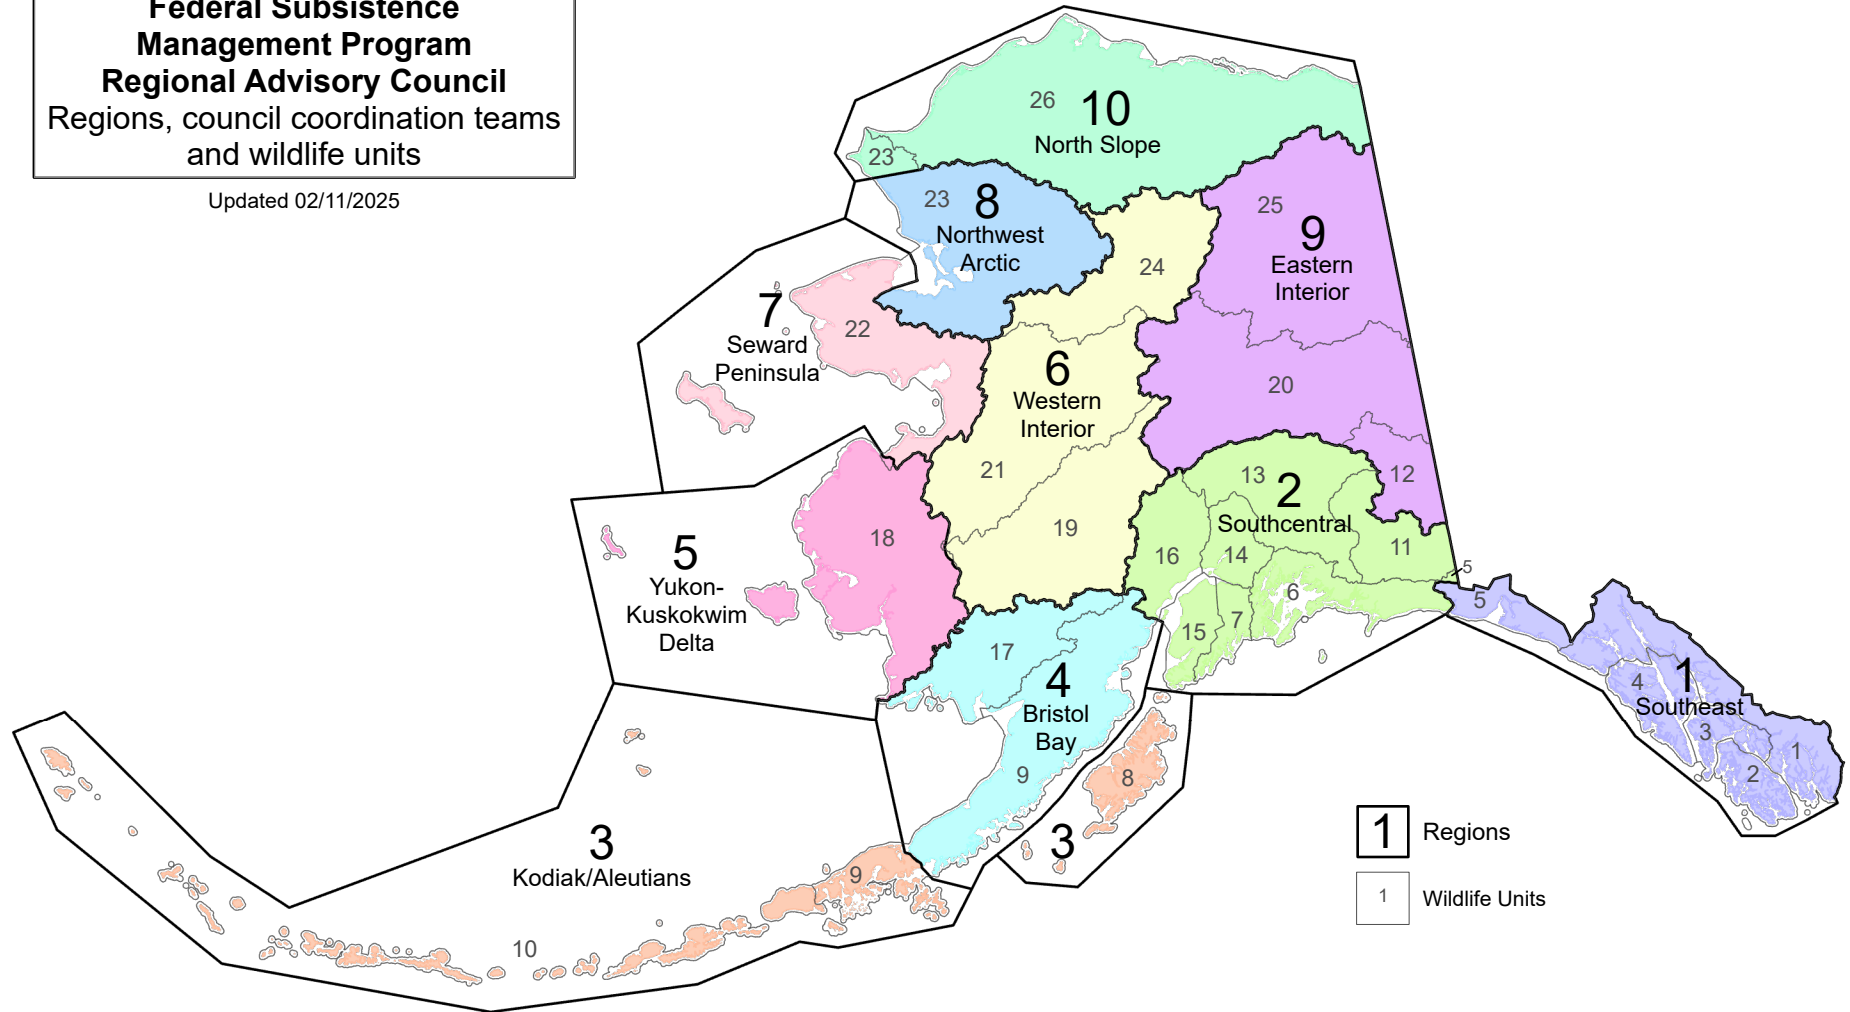 Federal Subsistence
Management Program
Regional Advisory Council
Regions, council coordination teams
and wildlife units
Updated 02/11/2025
26
10
North Slope
23
23
8
Northwest
Arctic
25
9
Eastern
Interior
24
7
Seward
Peninsula
22
6
Western
Interior
20
21
19
12
13
2
Southcentral
16
14
11
5
6
15
7
5
Yukon-
Kuskokwim
Delta
18
17
4
Bristol
Bay
9
5
4
1
Southeast
3
1
2
8
3
3
Kodiak/Aleutians
9
10
1
Regions
1
Wildlife Units